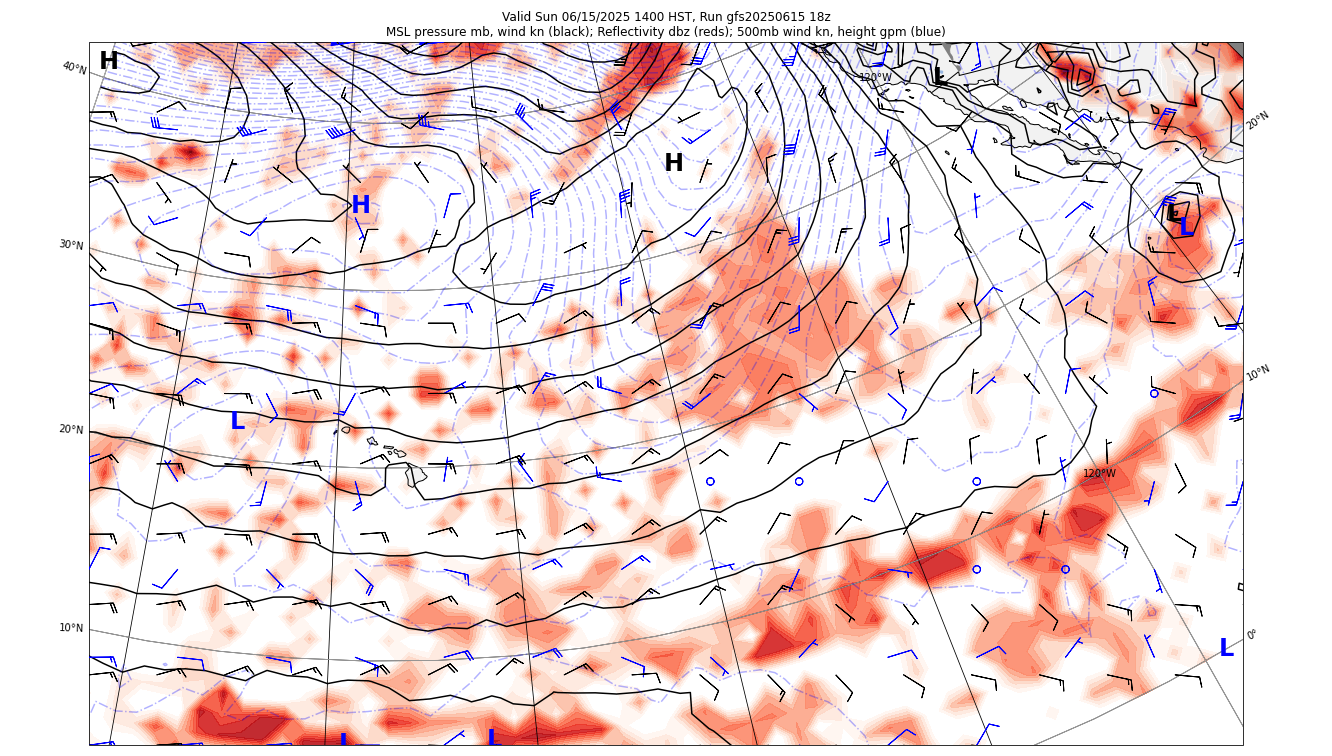 Valid Sun 06/15/2025 1400 HST, Run gfs20250615 18z
MSL pressure mb, wind kn (black); Reflectivity dbz (reds); 500mb wind kn, height gpm (blue)
H
40°N
120°W
L
20°N
H
H
L
L
30°N
10°N
L
20°N
120°W
10°N
0°
L
L
L